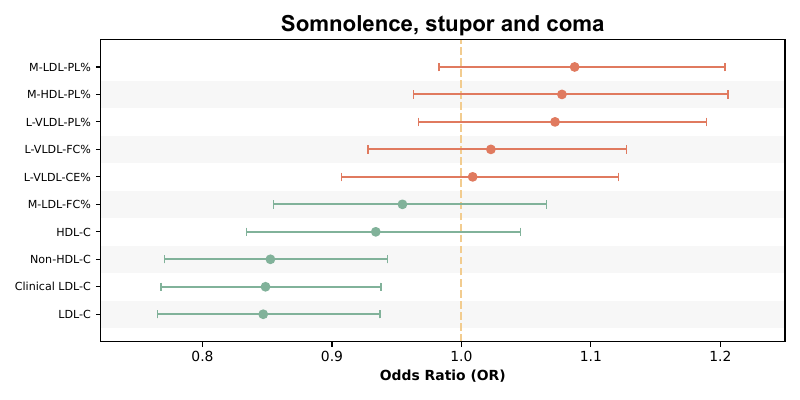 Somnolence, stupor and coma
M-LDL-PL%
M-HDL-PL%
L-VLDL-PL%
L-VLDL-FC%
L-VLDL-CE%
M-LDL-FC%
HDL-C
Non-HDL-C
Clinical LDL-C
LDL-C
0.8 0.9 1.0 1.1 1.2
Odds Ratio (OR)